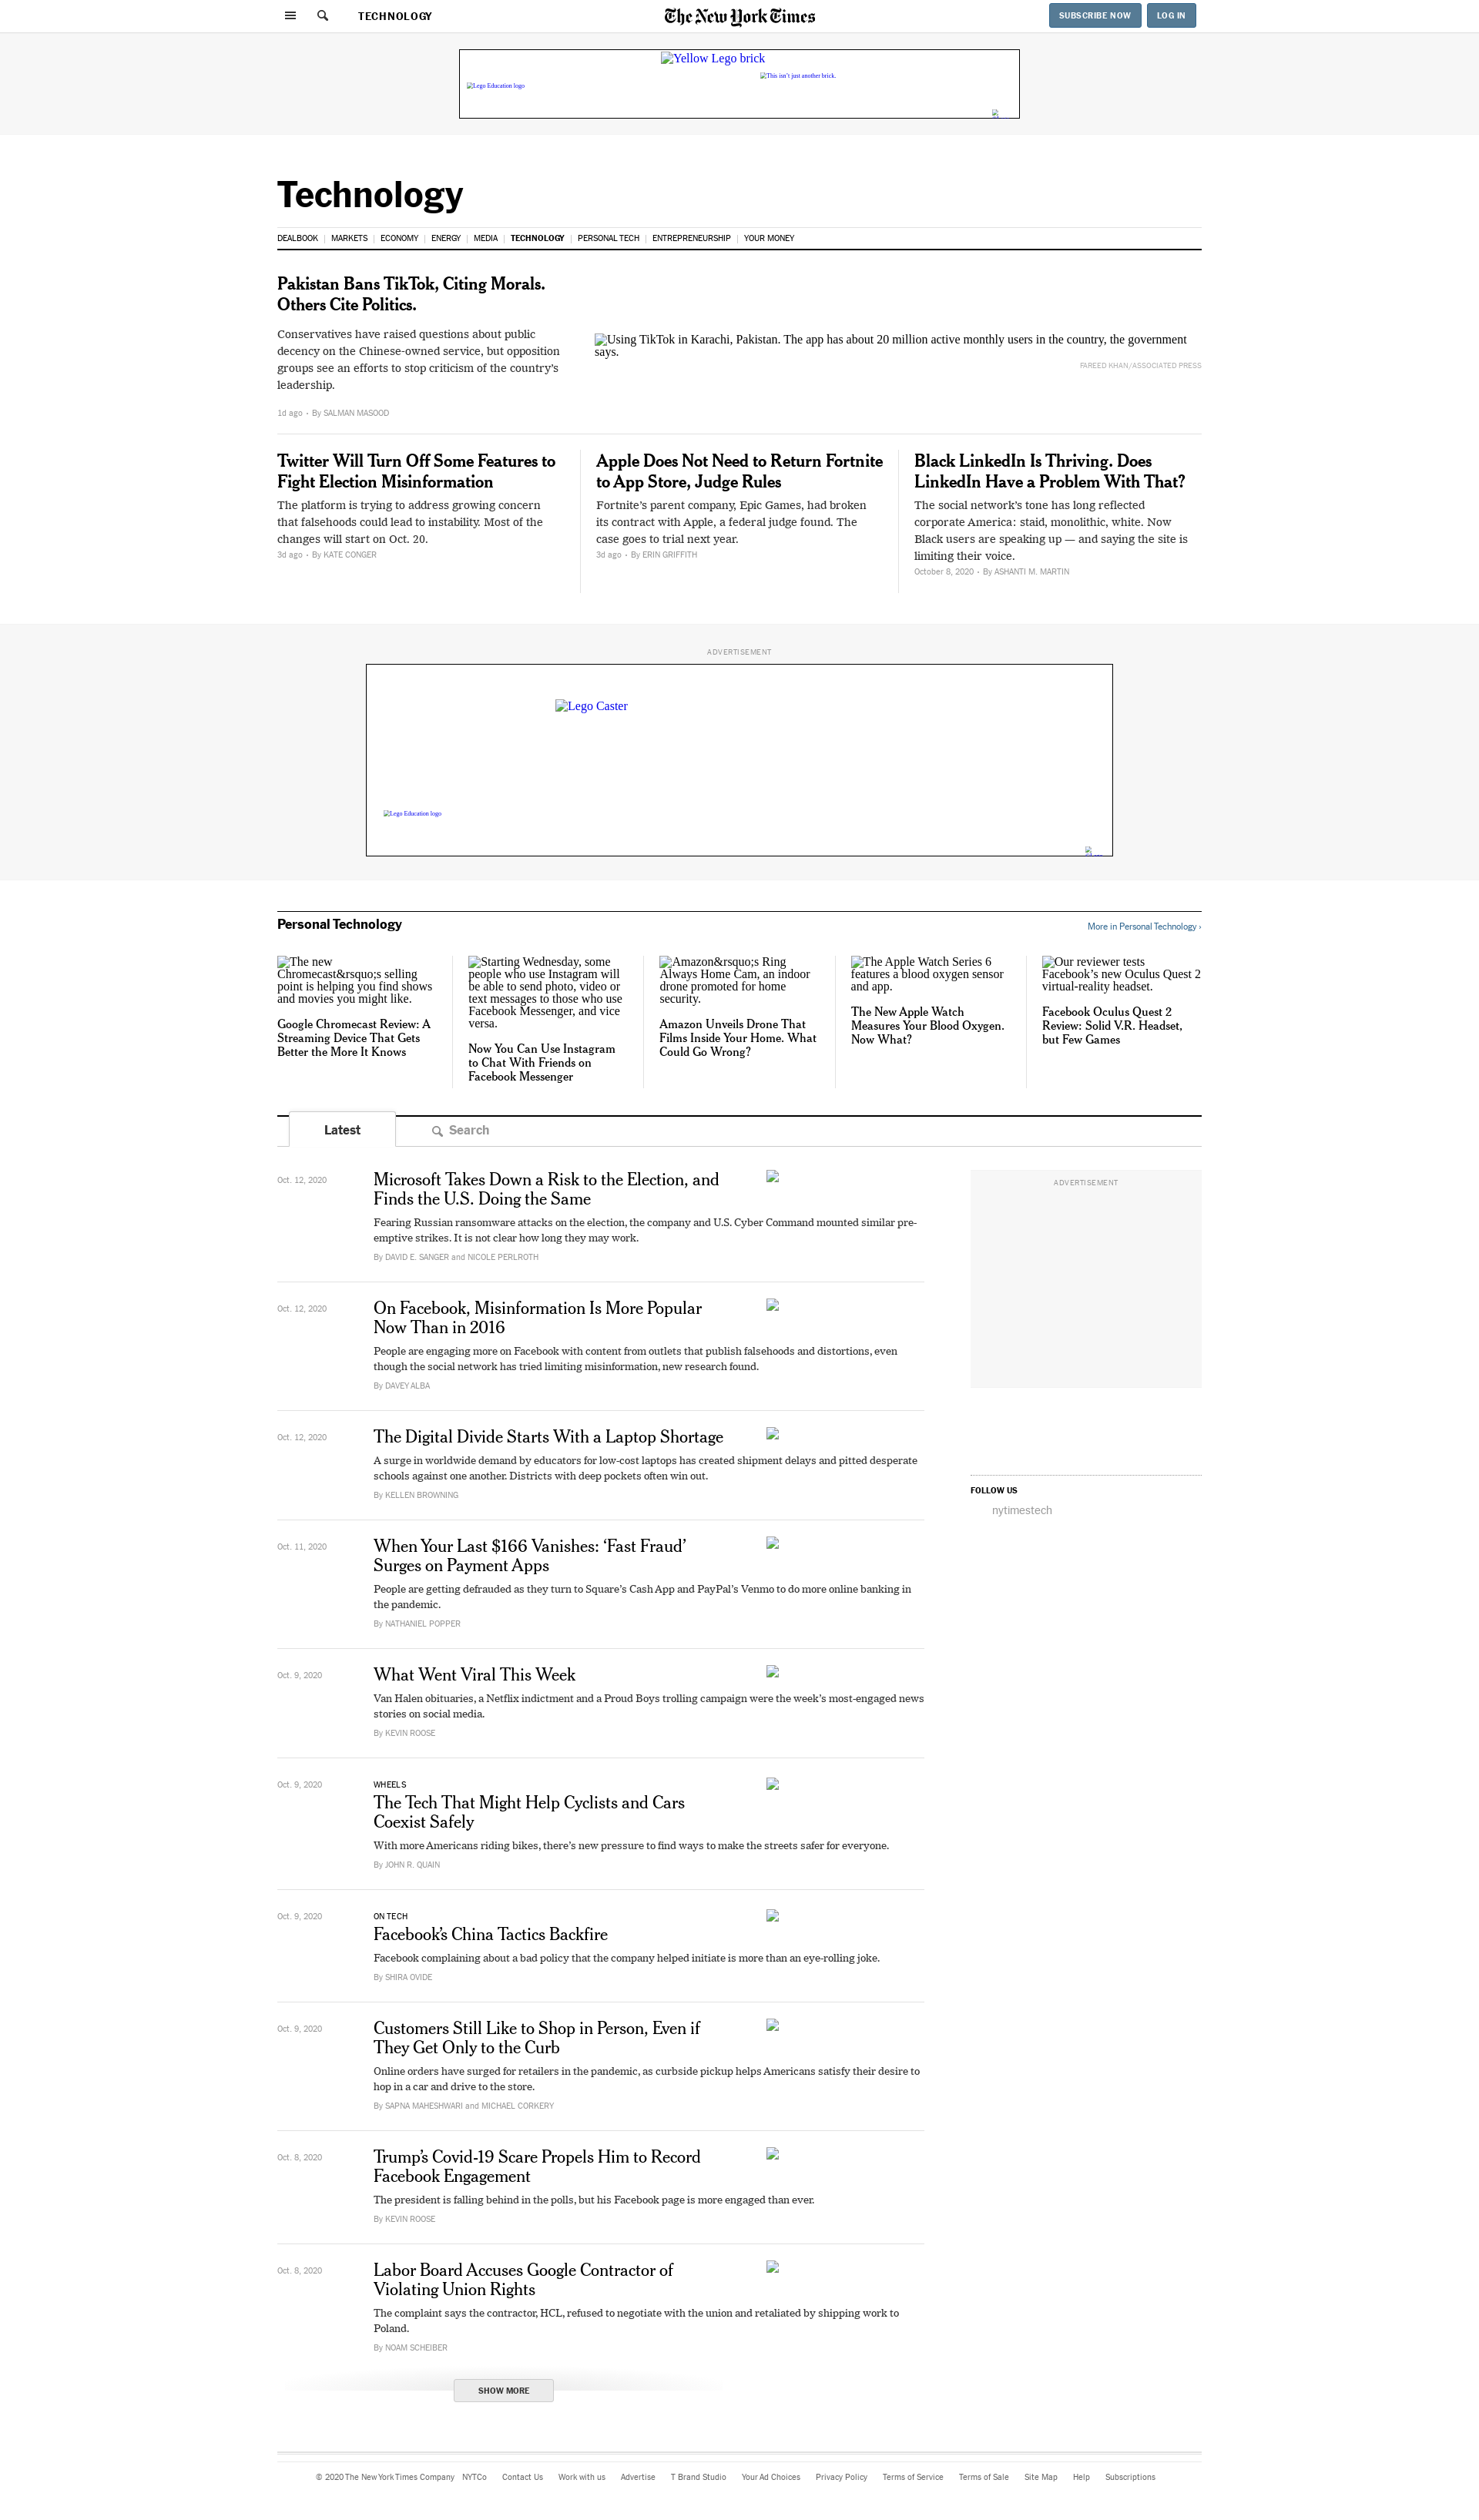 TECHNOLOGY
The New York Times
SUBSCRIBE NOW
LOG IN
Yellow Lego brick
This isn't just another brick.
Lego Education logo
Technology
DEALBOOK | MARKETS | ECONOMY | ENERGY | MEDIA | TECHNOLOGY | PERSONAL TECH | ENTREPRENEURSHIP | YOUR MONEY
Pakistan Bans TikTok, Citing Morals.
Others Cite Politics.
Conservatives have raised questions about public
decency on the Chinese-owned service, but opposition
groups see an efforts to stop criticism of the country's
leadership.
1d ago • By SALMAN MASOOD
Using TikTok in Karachi, Pakistan. The app has about 20 million active monthly users in the country, the government
says.
FAREED KHAN/ASSOCIATED PRESS
Twitter Will Turn Off Some Features to
Fight Election Misinformation
The platform is trying to address growing concern
that falsehoods could lead to instability. Most of the
changes will start on Oct. 20.
3d ago • By KATE CONGER
Apple Does Not Need to Return Fortnite
to App Store, Judge Rules
Fortnite's parent company, Epic Games, had broken
its contract with Apple, a federal judge found. The
case goes to trial next year.
3d ago • By ERIN GRIFFITH
Black LinkedIn Is Thriving. Does
LinkedIn Have a Problem With That?
The social network's tone has long reflected
corporate America: staid, monolithic, white. Now
Black users are speaking up — and saying the site is
limiting their voice.
October 8, 2020 • By ASHANTI M. MARTIN
ADVERTISEMENT
Lego Caster
Lego Education logo
Personal Technology
More in Personal Technology ›
The new
Chromecast&rsquo;s selling
point is helping you find shows
and movies you might like.
Google Chromecast Review: A
Streaming Device That Gets
Better the More It Knows
Starting Wednesday, some
people who use Instagram will
be able to send photo, video or
text messages to those who use
Facebook Messenger, and vice
versa.
Now You Can Use Instagram
to Chat With Friends on
Facebook Messenger
Amazon&rsquo;s Ring
Always Home Cam, an indoor
drone promoted for home
security.
Amazon Unveils Drone That
Films Inside Your Home. What
Could Go Wrong?
The Apple Watch Series 6
features a blood oxygen sensor
and app.
The New Apple Watch
Measures Your Blood Oxygen.
Now What?
Our reviewer tests
Facebook's new Oculus Quest 2
virtual-reality headset.
Facebook Oculus Quest 2
Review: Solid V.R. Headset,
but Few Games
Latest
Search
Oct. 12, 2020
Microsoft Takes Down a Risk to the Election, and
Finds the U.S. Doing the Same
Fearing Russian ransomware attacks on the election, the company and U.S. Cyber Command mounted similar pre-
emptive strikes. It is not clear how long they may work.
By DAVID E. SANGER and NICOLE PERLROTH
ADVERTISEMENT
Oct. 12, 2020
On Facebook, Misinformation Is More Popular
Now Than in 2016
People are engaging more on Facebook with content from outlets that publish falsehoods and distortions, even
though the social network has tried limiting misinformation, new research found.
By DAVEY ALBA
Oct. 12, 2020
The Digital Divide Starts With a Laptop Shortage
A surge in worldwide demand by educators for low-cost laptops has created shipment delays and pitted desperate
schools against one another. Districts with deep pockets often win out.
By KELLEN BROWNING
FOLLOW US
nytimestech
Oct. 11, 2020
When Your Last $166 Vanishes: ‘Fast Fraud’
Surges on Payment Apps
People are getting defrauded as they turn to Square's Cash App and PayPal's Venmo to do more online banking in
the pandemic.
By NATHANIEL POPPER
Oct. 9, 2020
What Went Viral This Week
Van Halen obituaries, a Netflix indictment and a Proud Boys trolling campaign were the week's most-engaged news
stories on social media.
By KEVIN ROOSE
Oct. 9, 2020
WHEELS
The Tech That Might Help Cyclists and Cars
Coexist Safely
With more Americans riding bikes, there's new pressure to find ways to make the streets safer for everyone.
By JOHN R. QUAIN
Oct. 9, 2020
ON TECH
Facebook's China Tactics Backfire
Facebook complaining about a bad policy that the company helped initiate is more than an eye-rolling joke.
By SHIRA OVIDE
Oct. 9, 2020
Customers Still Like to Shop in Person, Even if
They Get Only to the Curb
Online orders have surged for retailers in the pandemic, as curbside pickup helps Americans satisfy their desire to
hop in a car and drive to the store.
By SAPNA MAHESHWARI and MICHAEL CORKERY
Oct. 8, 2020
Trump's Covid-19 Scare Propels Him to Record
Facebook Engagement
The president is falling behind in the polls, but his Facebook page is more engaged than ever.
By KEVIN ROOSE
Oct. 8, 2020
Labor Board Accuses Google Contractor of
Violating Union Rights
The complaint says the contractor, HCL, refused to negotiate with the union and retaliated by shipping work to
Poland.
By NOAM SCHEIBER
SHOW MORE
© 2020 The New York Times Company NYTCo Contact Us Work with us Advertise T Brand Studio Your Ad Choices Privacy Policy Terms of Service Terms of Sale Site Map Help Subscriptions